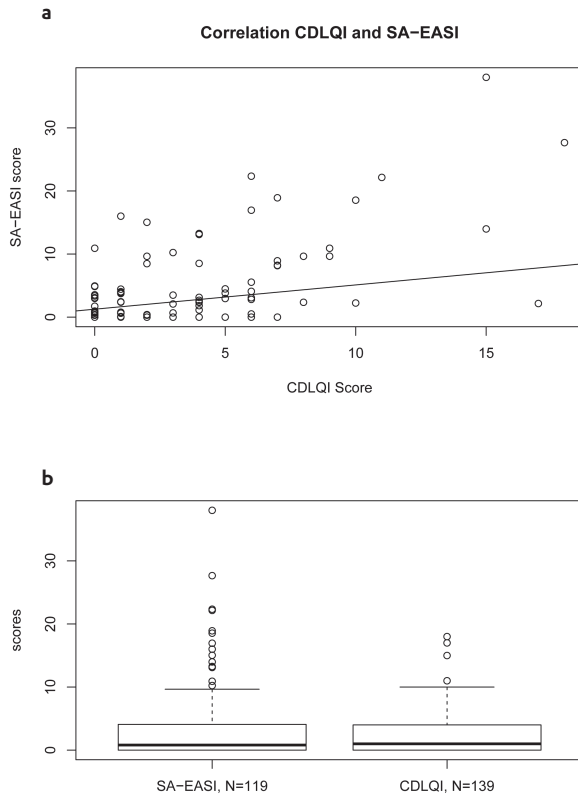 a
Correlation CDLQI and SA−EASI
SA−EASI score
30
20
10
0
0 5 10 15
CDLQI Score
b
scores
30
20
10
0
SA−EASI, N=119 CDLQI, N=139